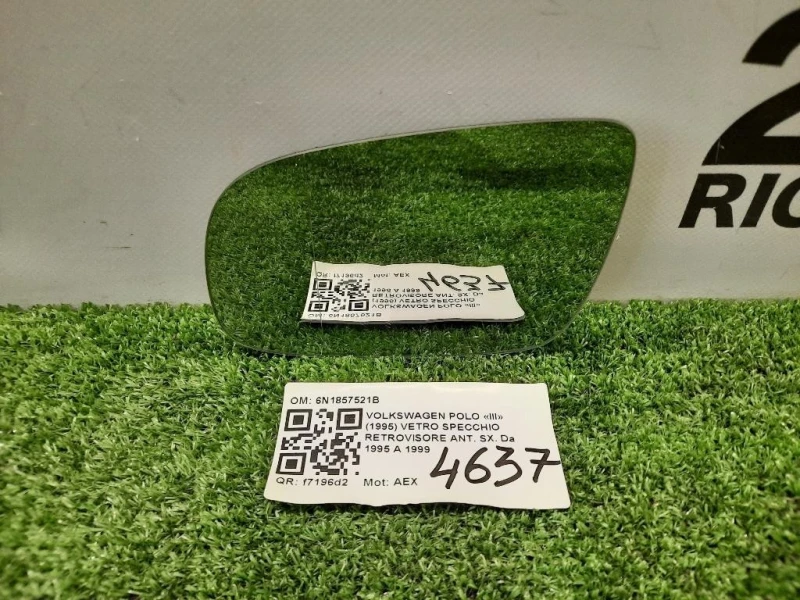 2
RIC
OM: 6N1857521B
VOLKSWAGEN POLO «III»
(1995) VETRO SPECCHIO
RETROVISORE ANT. SX. Da
1995 A 1999
4637
QR: f7196d2 Mot: AEX